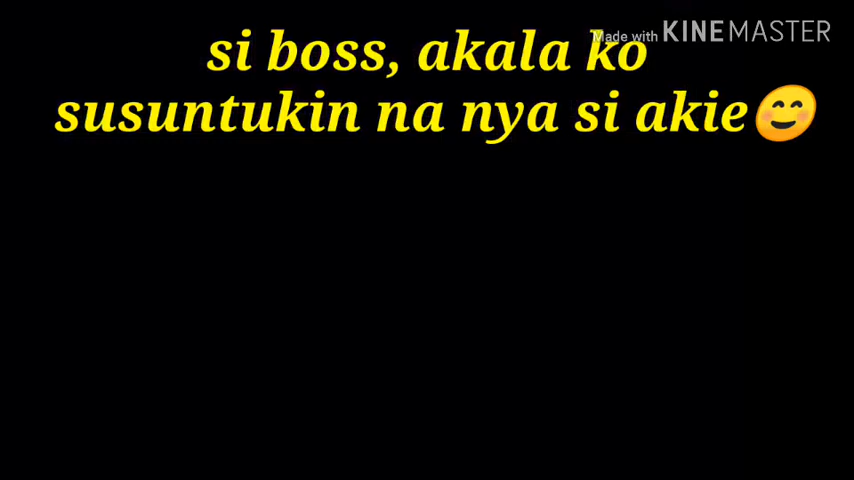 Made with KINEMASTER
si boss, akala ko
susuntukin na nya si akie😊